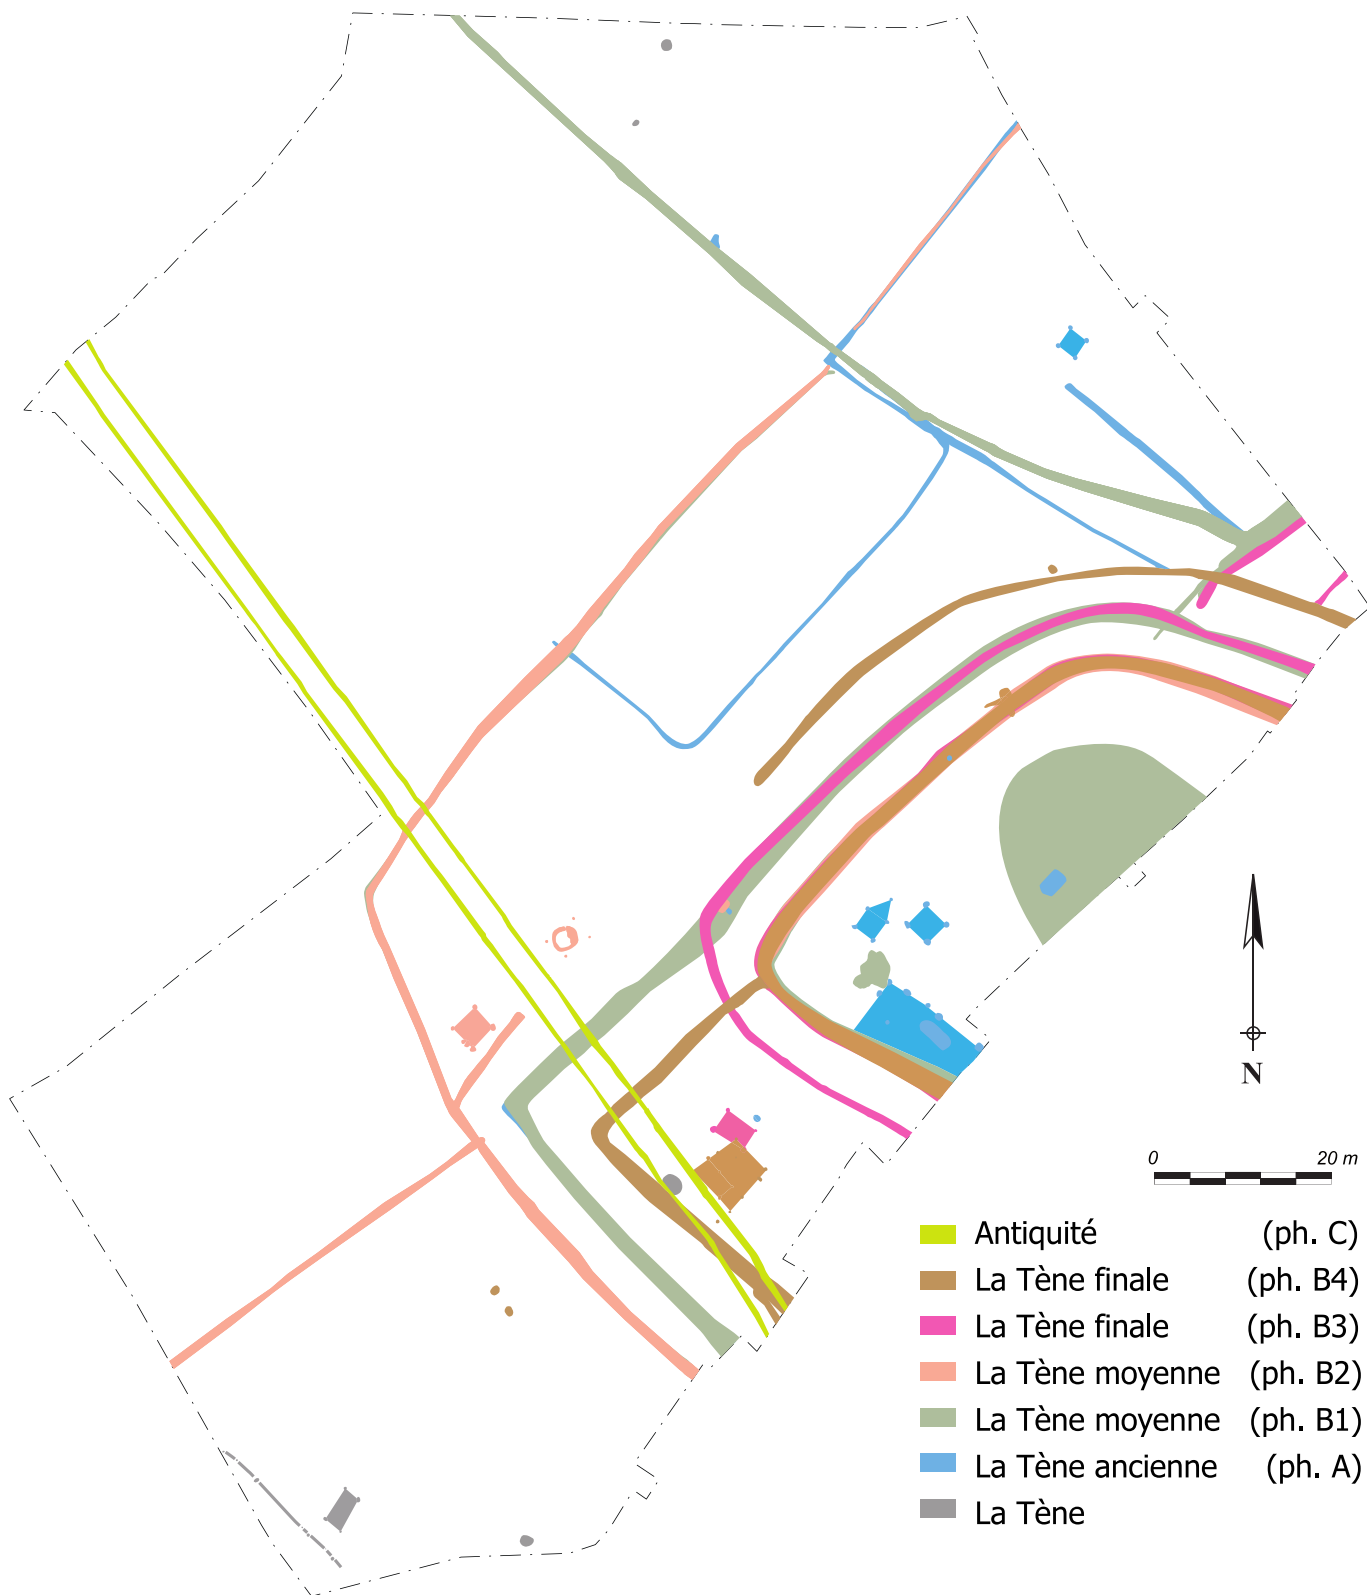 N
0 20 m
Antiquité (ph. C)
La Tène finale (ph. B4)
La Tène finale (ph. B3)
La Tène moyenne (ph. B2)
La Tène moyenne (ph. B1)
La Tène ancienne (ph. A)
La Tène